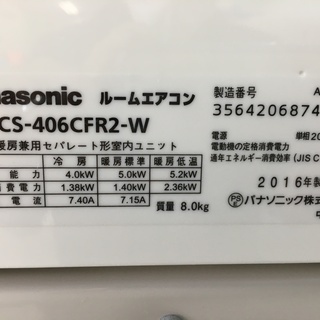 nasonic ルームエアコン
CS-406CFR2-W
暖房兼用セパレート形室内ユニット
冷 房 暖房標準 暖房低温
能 力 4.0kW 5.0kW 5.2kW
費電力 1.38kW 1.40kW 2.36kW
電流 7.40A 7.15A
質量 8.0kg
製造番号 A
3564206874
電源 単相20
電動機の定格消費電力
通年エネルギー消費効率(JIS C
2016年製
パナソニック株式